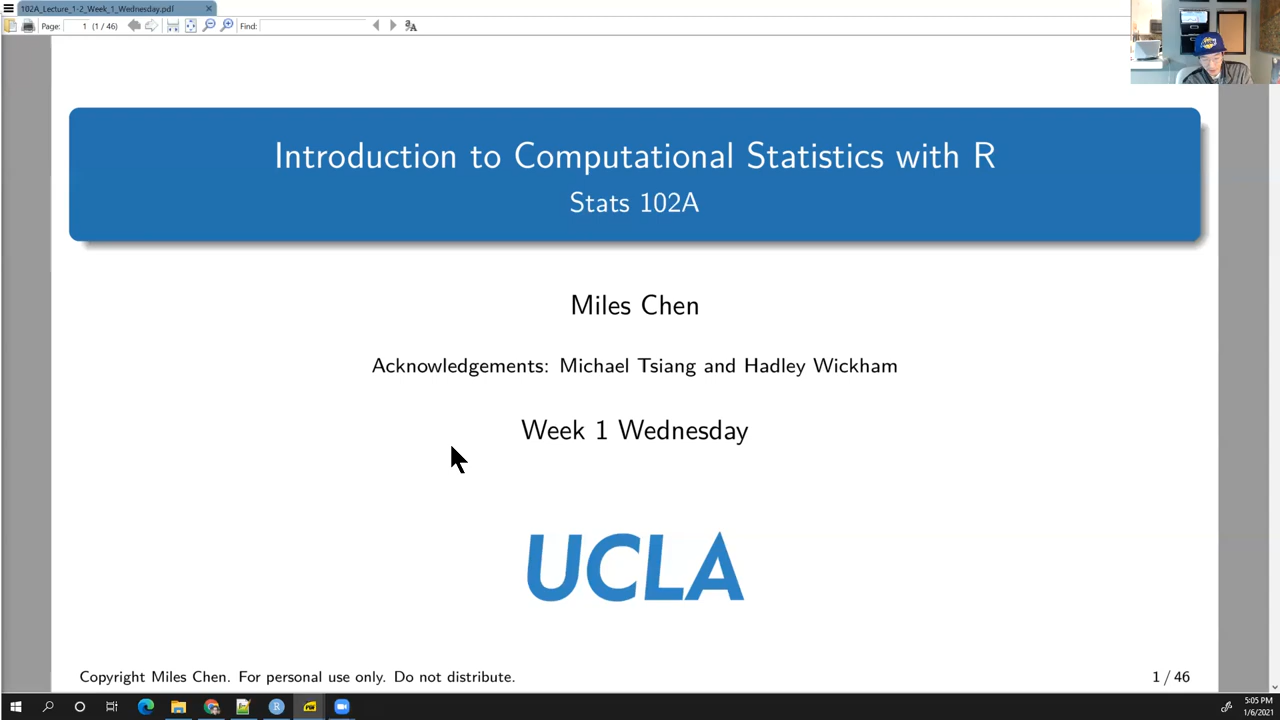 102A_Lecture_1-2_Week_1_Wednesday.pdf
Page: 1 (1 / 46) Find:
Introduction to Computational Statistics with R
Stats 102A
Miles Chen
Acknowledgements: Michael Tsiang and Hadley Wickham
Week 1 Wednesday
UCLA
Copyright Miles Chen. For personal use only. Do not distribute.
1 / 46
5:05 PM
1/6/2021